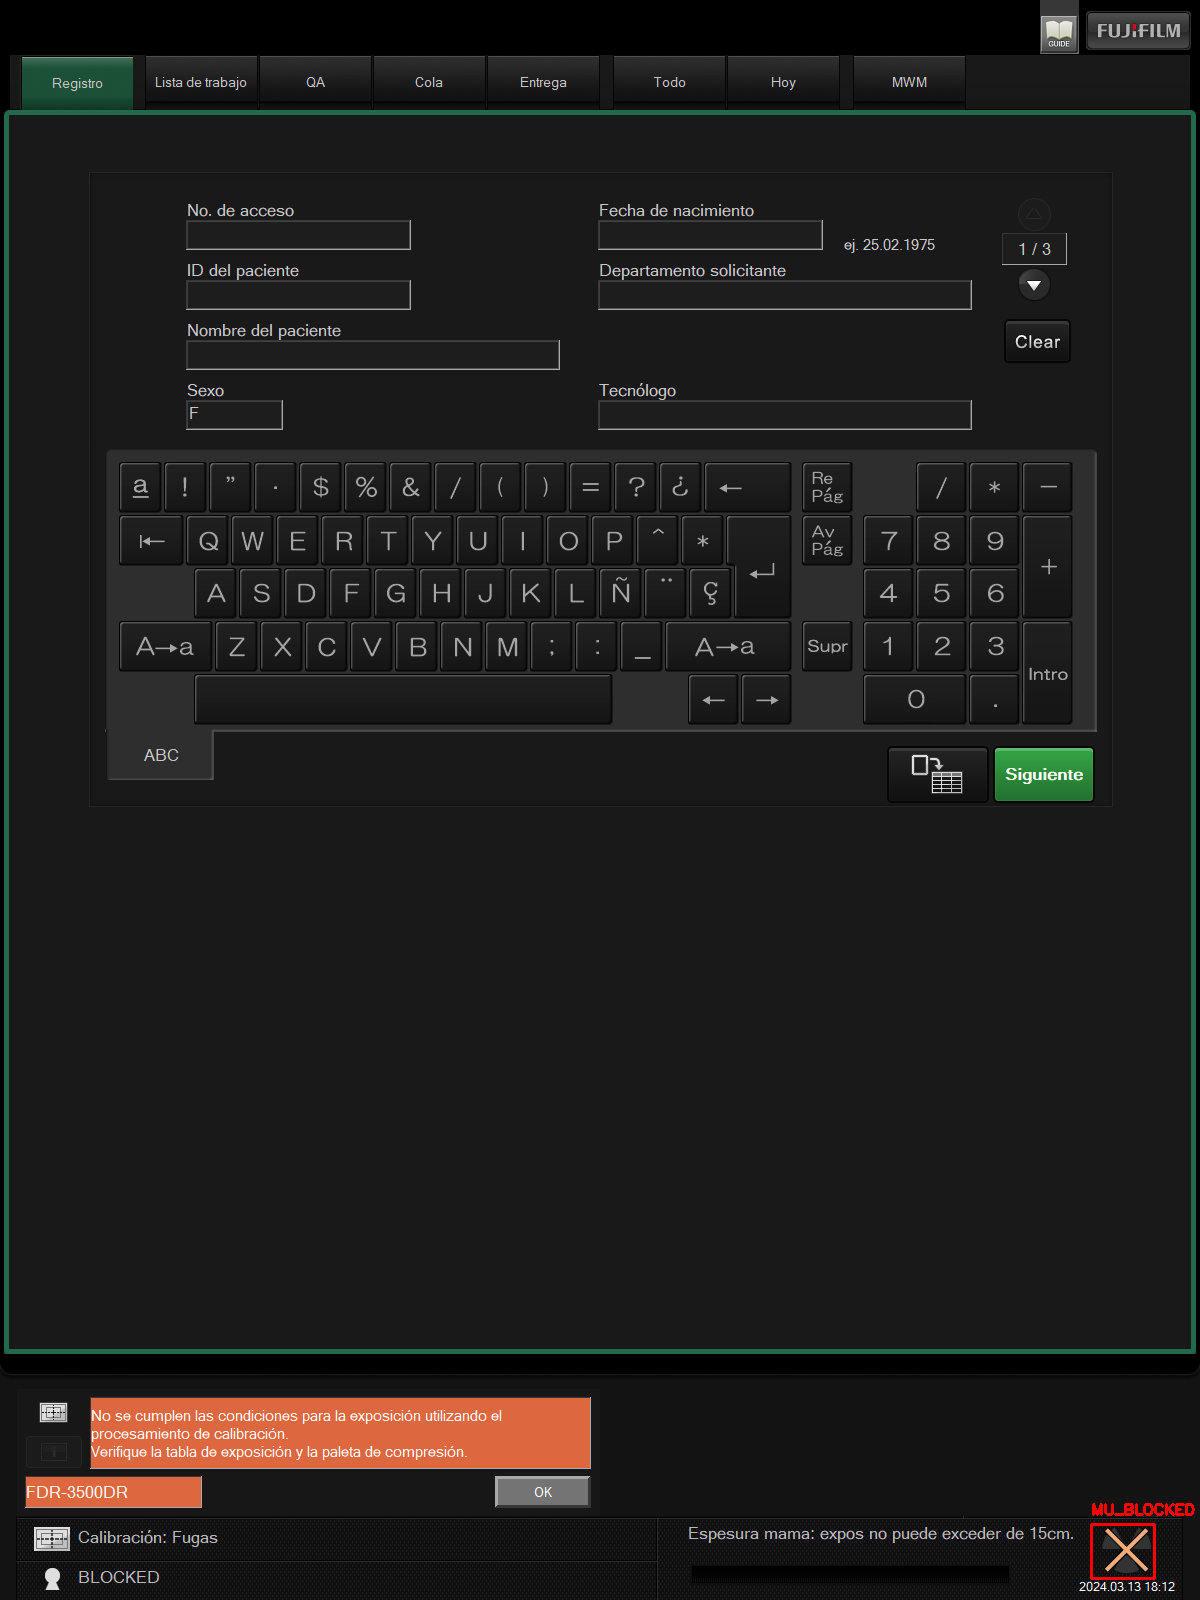 GUIDE
FUJIFILM
Registro
Lista de trabajo
QA
Cola
Entrega
Todo
Hoy
MWM
No. de acceso
Fecha de nacimiento
ej. 25.02.1975
1 / 3
ID del paciente
Departamento solicitante
Nombre del paciente
Clear
Sexo
F
Tecnólogo
a ! ” · $ % & / ( ) = ? ¿ ← Re Pág / * −
|← Q W E R T Y U I O P ^ * Av Pág 7 8 9 +
A S D F G H J K L Ñ ¨ Ç ↵ 4 5 6
A→a Z X C V B N M ; : _ A→a Supr 1 2 3 Intro
← → 0 .
ABC
Siguiente
No se cumplen las condiciones para la exposición utilizando el
procesamiento de calibración.
Verifique la tabla de exposición y la paleta de compresión.
FDR-3500DR
OK
MU_BLOCKED
Calibración: Fugas
Espesura mama: expos no puede exceder de 15cm.
BLOCKED
2024.03.13 18:12